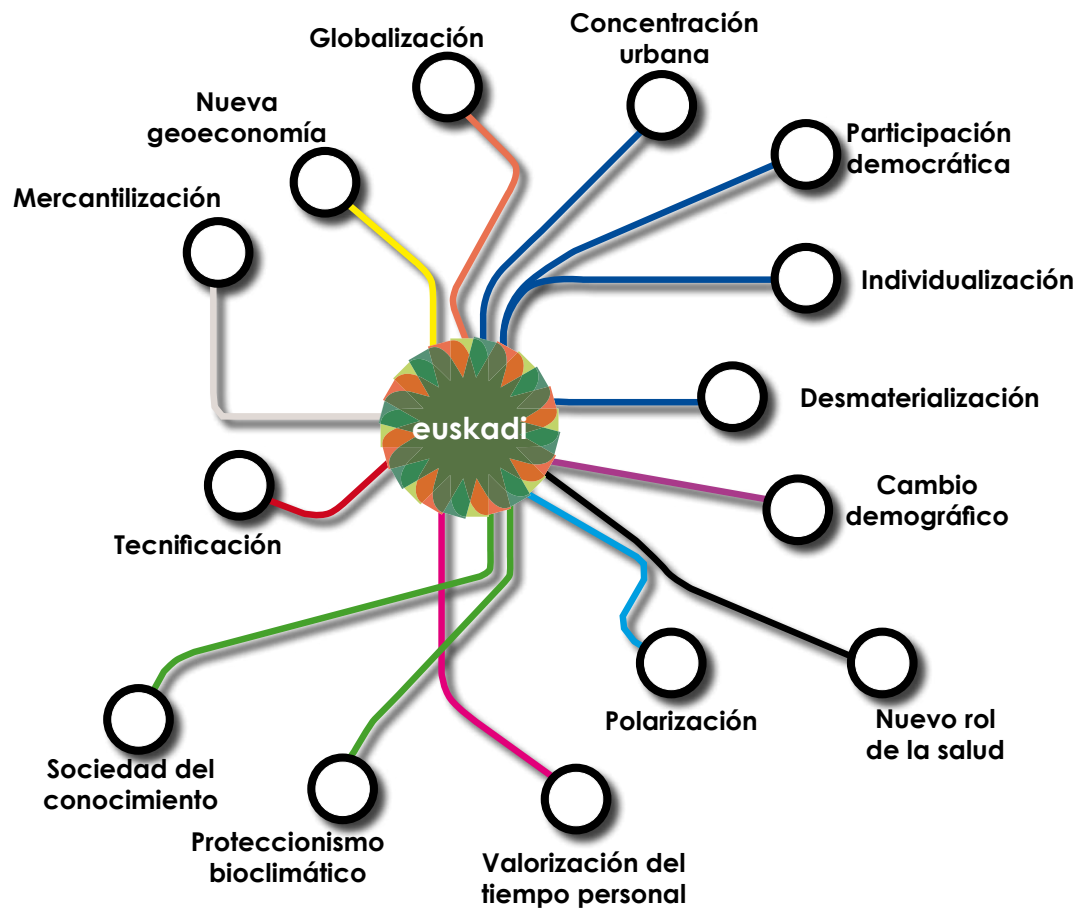 Globalización
Concentración
urbana
Nueva
geoeconomía
Participación
democrática
Mercantilización
Individualización
Desmaterialización
euskadi
Cambio
demográfico
Tecnificación
Polarización
Nuevo rol
de la salud
Sociedad del
conocimiento
Proteccionismo
bioclimático
Valorización del
tiempo personal